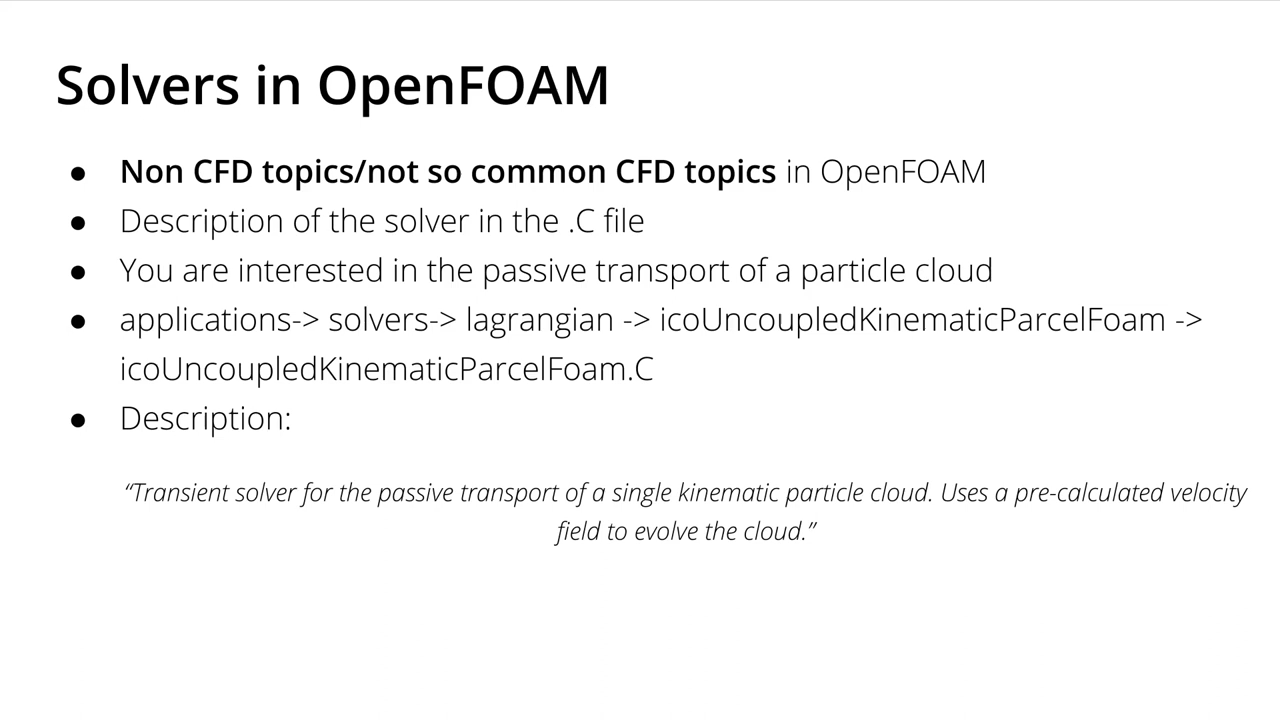 Solvers in OpenFOAM
● Non CFD topics/not so common CFD topics in OpenFOAM
● Description of the solver in the .C file
● You are interested in the passive transport of a particle cloud
● applications-> solvers-> lagrangian -> icoUncoupledKinematicParcelFoam ->
icoUncoupledKinematicParcelFoam.C
● Description:
“Transient solver for the passive transport of a single kinematic particle cloud. Uses a pre-calculated velocity
field to evolve the cloud.”